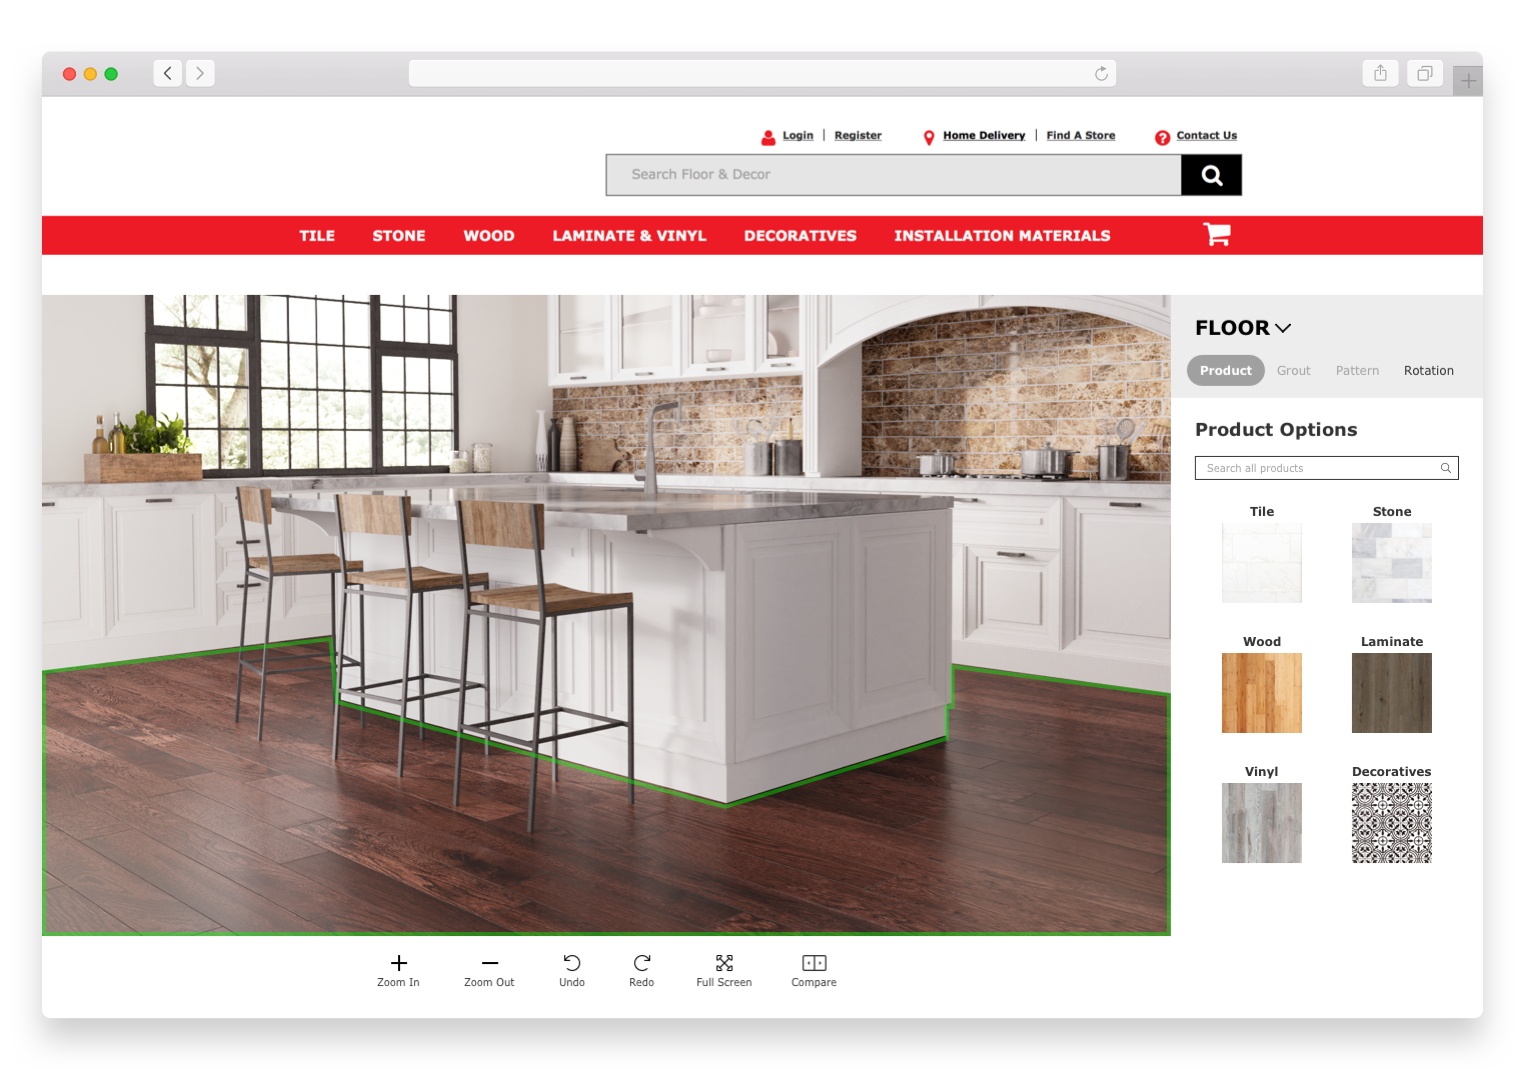 Login | Register Home Delivery | Find A Store Contact Us
Search Floor & Decor
TILE STONE WOOD LAMINATE & VINYL DECORATIVES INSTALLATION MATERIALS
FLOOR
Product Grout Pattern Rotation
Product Options
Search all products
Tile Stone
Wood Laminate
Vinyl Decoratives
Zoom In Zoom Out Undo Redo Full Screen Compare